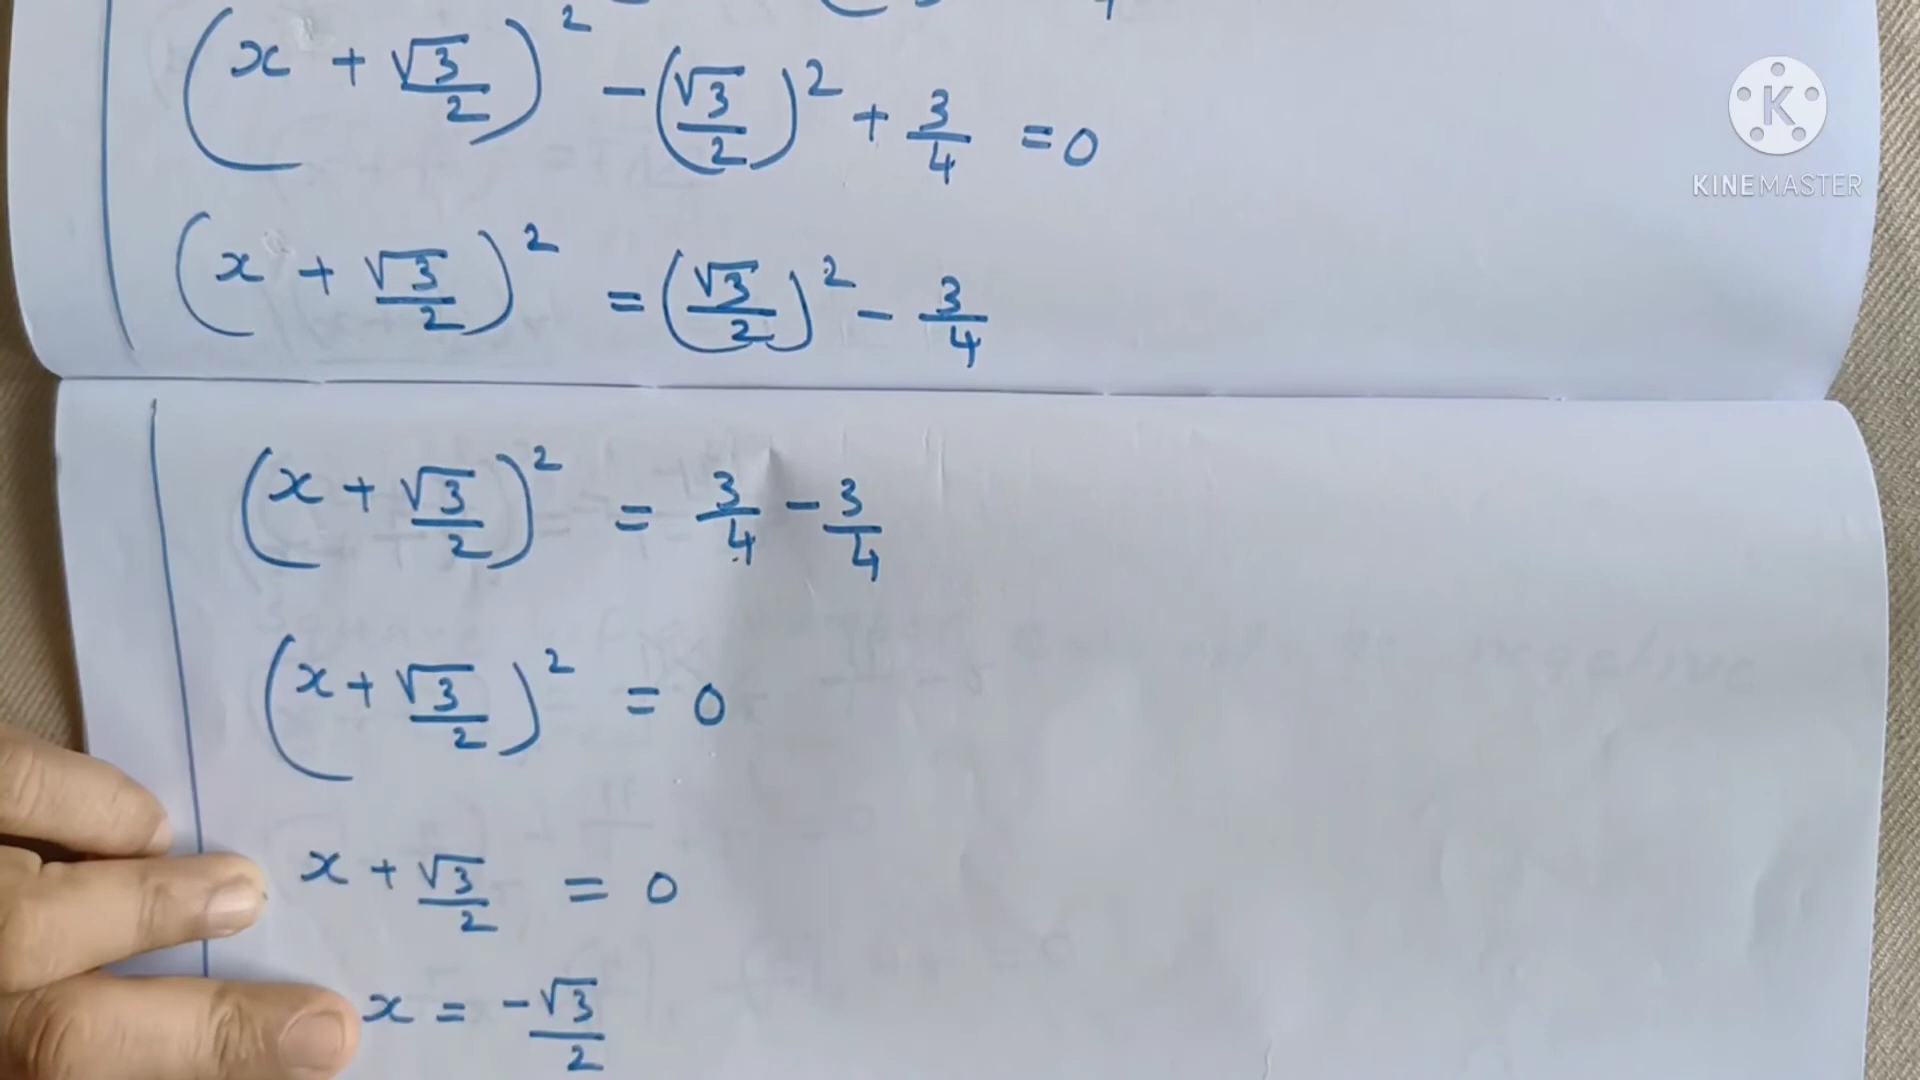 (x + √3/2)² - (√3/2)² + 3/4 = 0
(x + √3/2)² = (√3/2)² - 3/4
(x + √3/2)² = 3/4 - 3/4
(x + √3/2)² = 0
x + √3/2 = 0
x = -√3/2
K
KINEMASTER